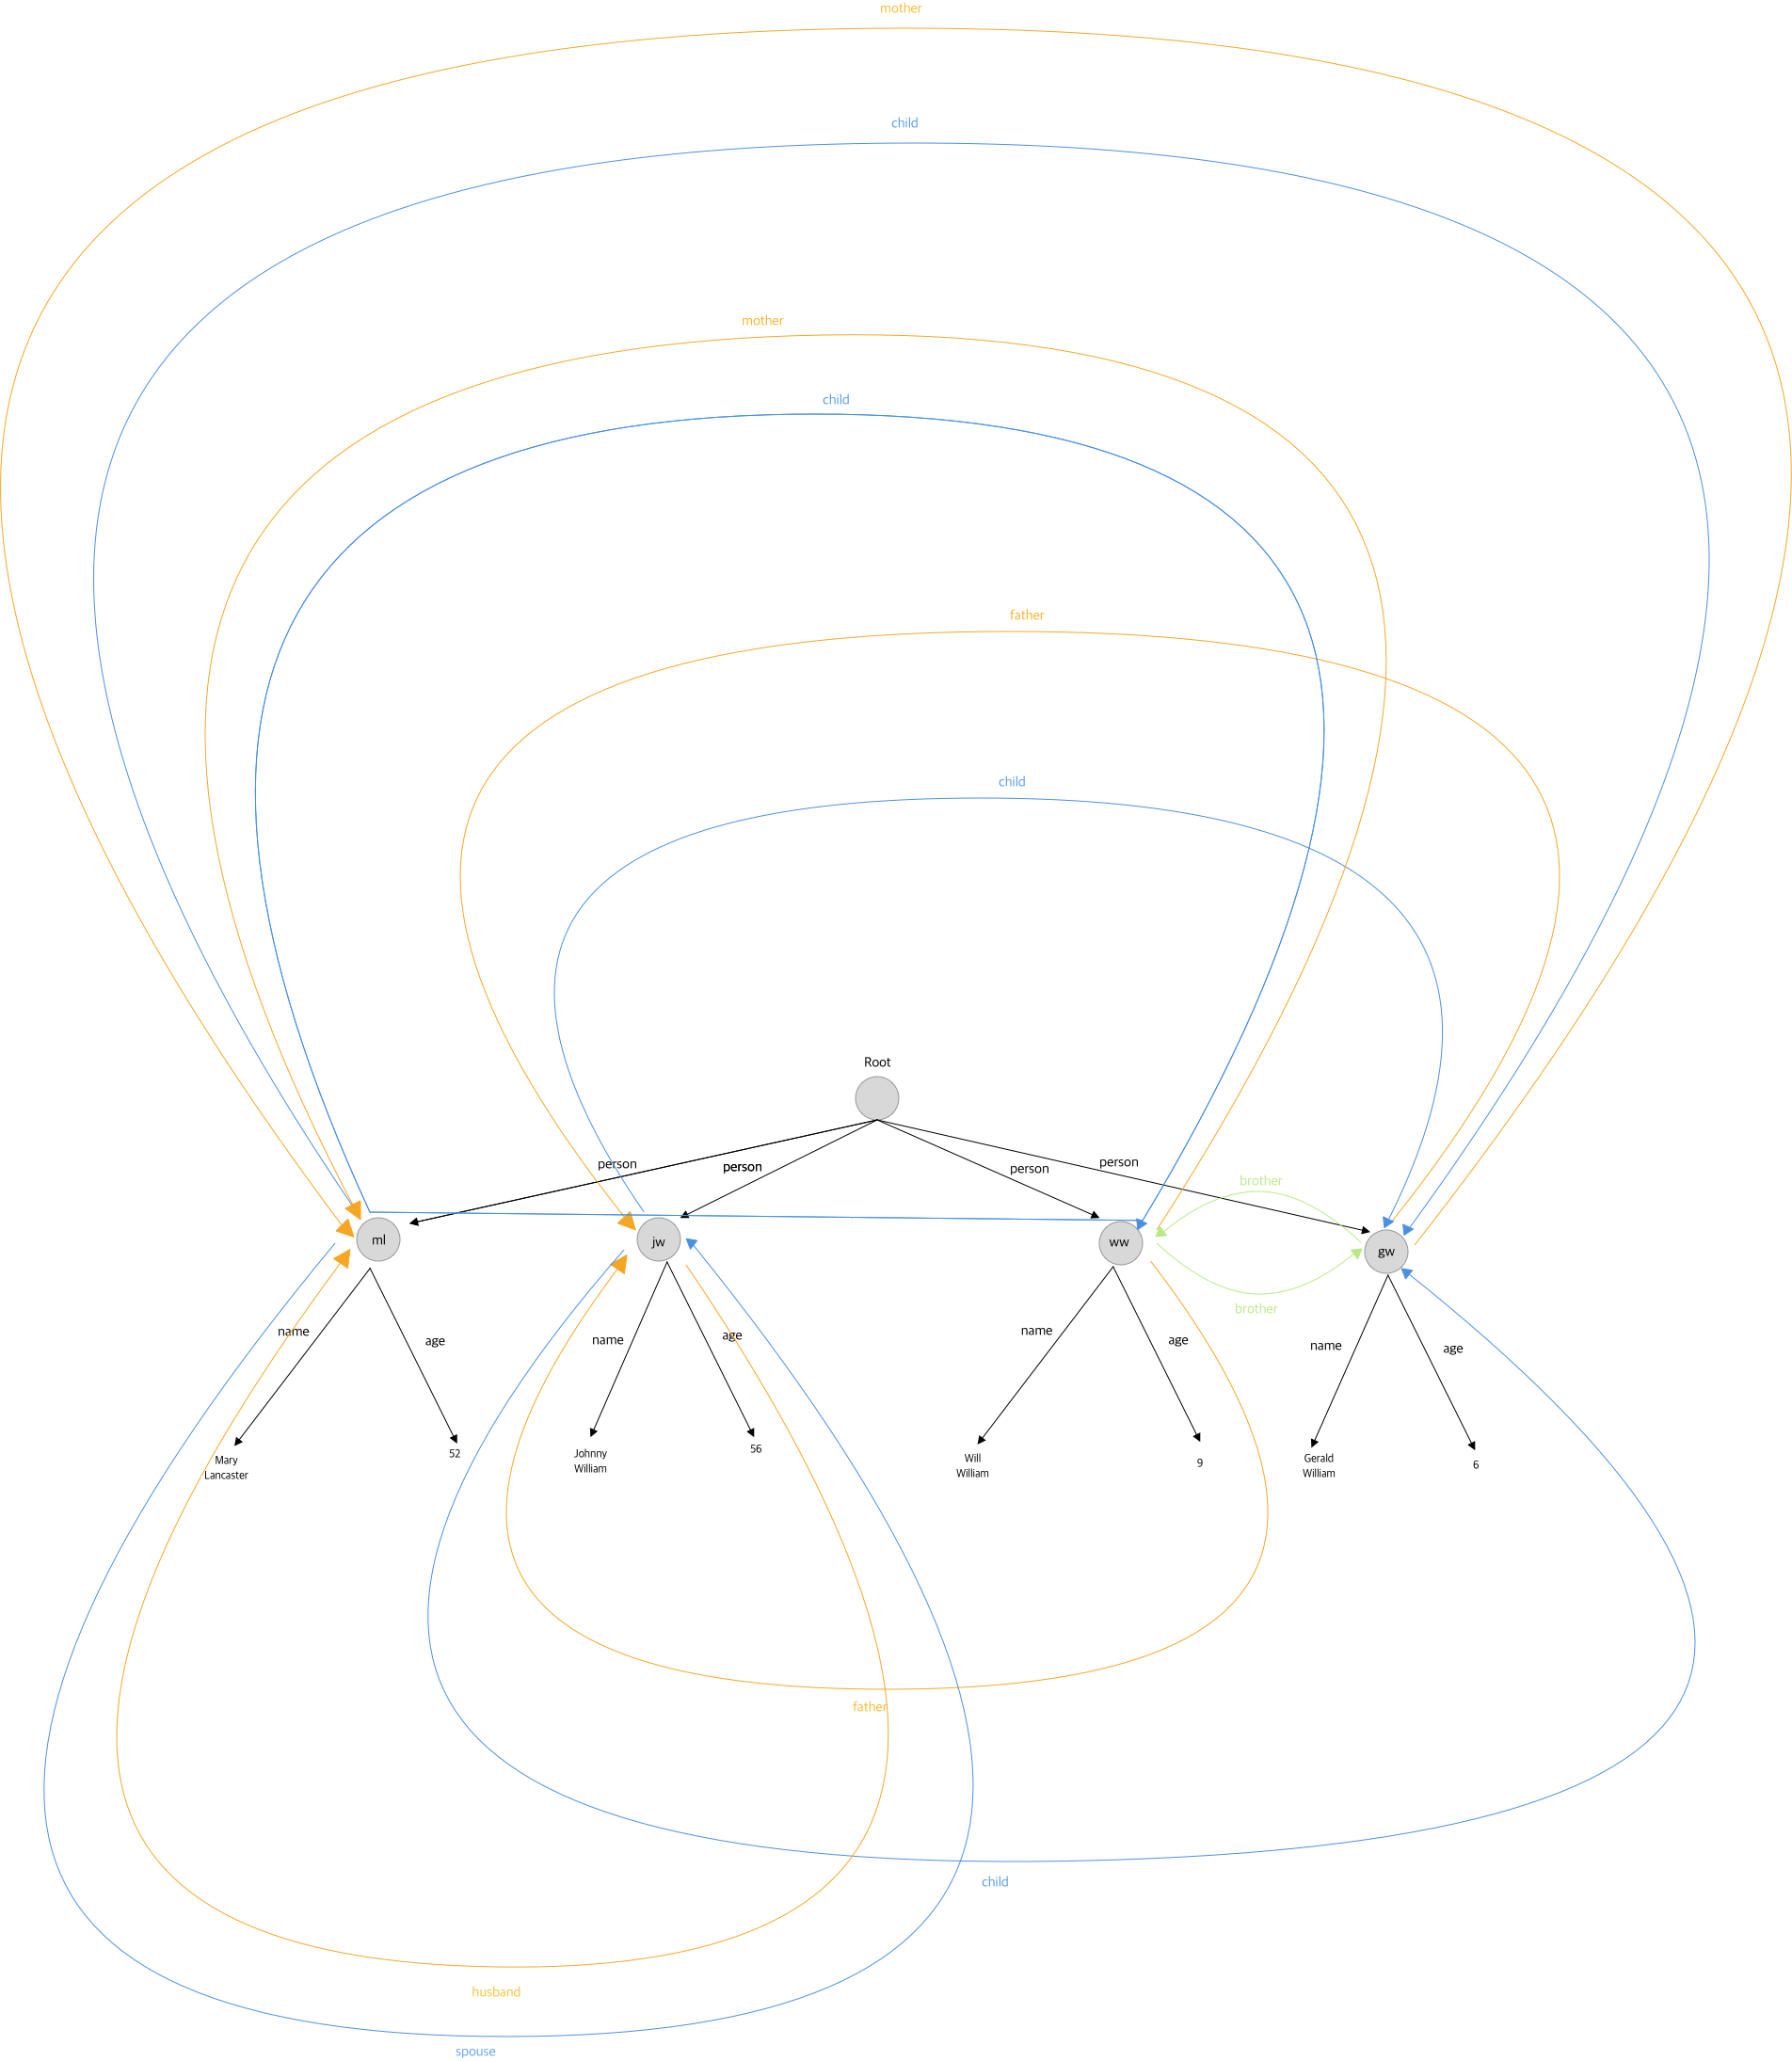 mother
child
mother
child
father
child
Root
person
person
person
person
brother
ml
jw
ww
gw
brother
name
age
name
age
name
age
name
age
Mary
Lancaster
52
Johnny
William
56
Will
William
9
Gerald
William
6
father
child
husband
spouse